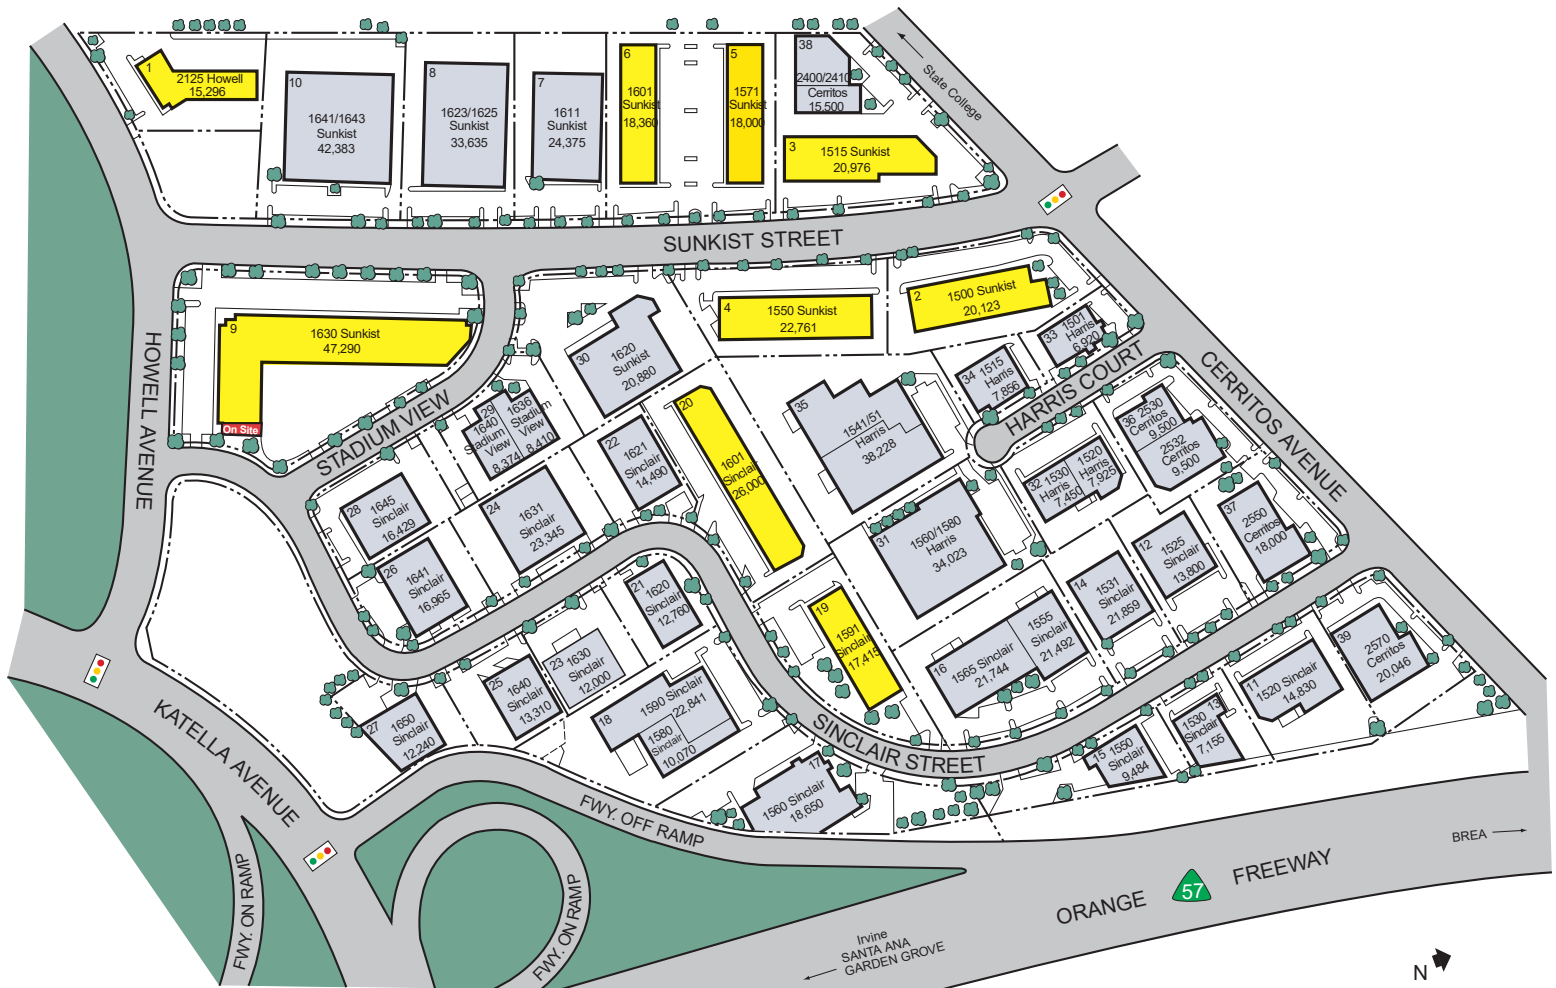 1
2125 Howell
15,296
10
1641/1643
Sunkist
42,383
8
1623/1625
Sunkist
33,635
7
1611
Sunkist
24,375
6
1601
Sunkist
18,360
5
1571
Sunkist
18,000
38
2400/2410
Cerritos
15,500
3
1515 Sunkist
20,976
State College
SUNKIST STREET
9
1630 Sunkist
47,290
On Site
HOWELL AVENUE
STADIUM VIEW
30
1620
Sunkist
20,880
4
1550 Sunkist
22,761
2
1500 Sunkist
20,123
33
1501
Harris
6,920
34
1515
Harris
7,856
HARRIS COURT
CERRITOS AVENUE
29
1640
Stadium
View
8,374
1636
Stadium
View
8,410
22
1621
Sinclair
14,490
20
1601
Sinclair
26,000
35
1541/51
Harris
38,228
36
2530
Cerritos
9,500
2532
Cerritos
9,500
32
1530
Harris
7,450
1520
Harris
7,925
28
1645
Sinclair
16,429
24
1631
Sinclair
23,345
31
1560/1580
Harris
34,023
37
2550
Cerritos
18,000
26
1641
Sinclair
16,965
12
1525
Sinclair
13,800
14
1531
Sinclair
21,859
21
1620
Sinclair
12,760
19
1591
Sinclair
17,415
16
1565 Sinclair
21,744
1555
Sinclair
21,492
39
2570
Cerritos
20,046
11
1520 Sinclair
14,830
25
1640
Sinclair
13,310
23
1630
Sinclair
12,000
27
1650
Sinclair
12,240
18
1590 Sinclair
22,841
1580
Sinclair
10,070
13
1530
Sinclair
7,155
15
1550
Sinclair
9,484
17
1560 Sinclair
18,650
SINCLAIR STREET
KATELLA AVENUE
FWY. OFF RAMP
FWY. ON RAMP
FWY. ON RAMP
BREA
ORANGE
57
FREEWAY
Irvine
SANTA ANA
GARDEN GROVE
N